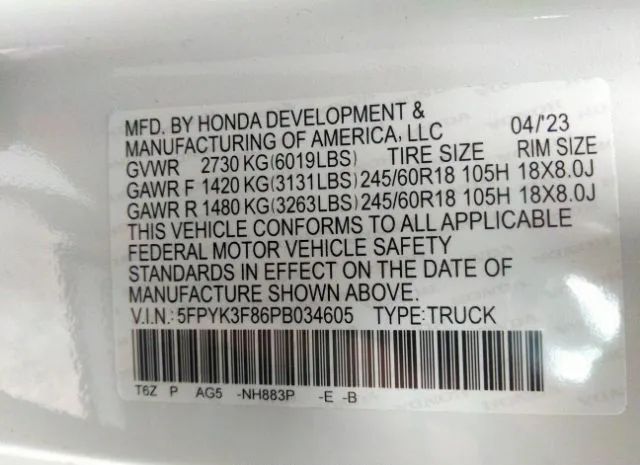 MFD. BY HONDA DEVELOPMENT &
MANUFACTURING OF AMERICA, LLC 04/'23
GVWR 2730 KG(6019LBS) TIRE SIZE RIM SIZE
GAWR F 1420 KG(3131LBS) 245/60R18 105H 18X8.0J
GAWR R 1480 KG(3263LBS) 245/60R18 105H 18X8.0J
THIS VEHICLE CONFORMS TO ALL APPLICABLE
FEDERAL MOTOR VEHICLE SAFETY
STANDARDS IN EFFECT ON THE DATE OF
MANUFACTURE SHOWN ABOVE.
V.I.N.: 5FPYK3F86PB034605 TYPE:TRUCK
T6Z P AG5 -NH883P -E -B